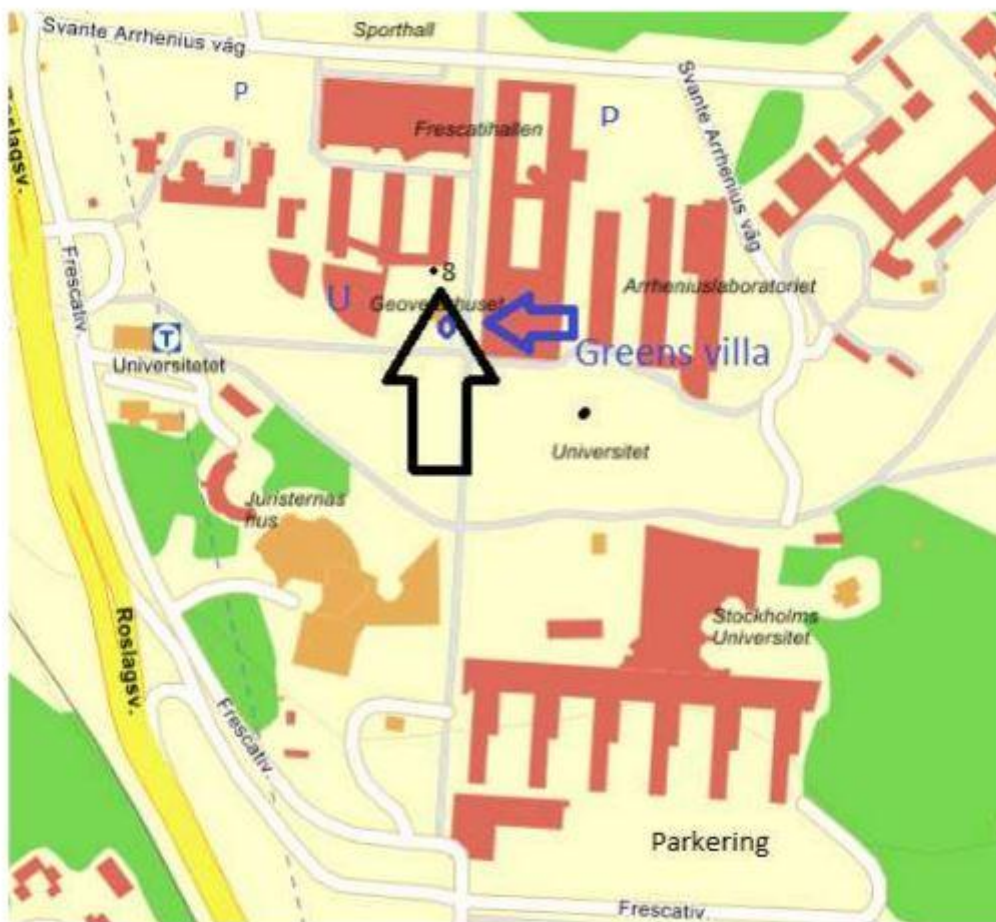 Svante Arrhenius väg
Sporthall
P
Frescatihallen
P
Svante Arrhenius väg
Roslagsv.
Frescativ.
8
U
Arrheniuslaboratoriet
T
Greens villa
Universitetet
Universitet
Juristernas
hus
Stockholms
Universitet
Roslagsv.
Frescativ.
Parkering
Frescativ.